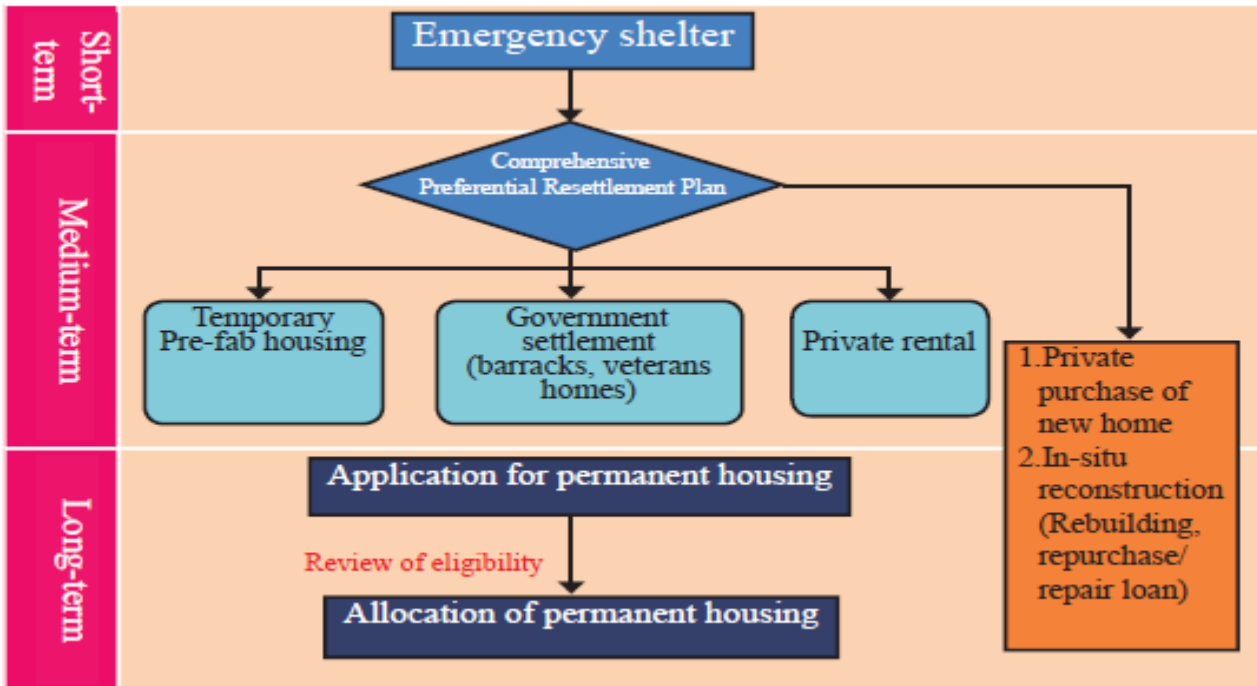 Short-
term
Emergency shelter
Medium-term
Comprehensive
Preferential Resettlement Plan
Temporary
Pre-fab housing
Government
settlement
(barracks, veterans
homes)
Private rental
1.Private
purchase of
new home
2.In-situ
reconstruction
(Rebuilding,
repurchase/
repair loan)
Long-term
Application for permanent housing
Review of eligibility
Allocation of permanent housing